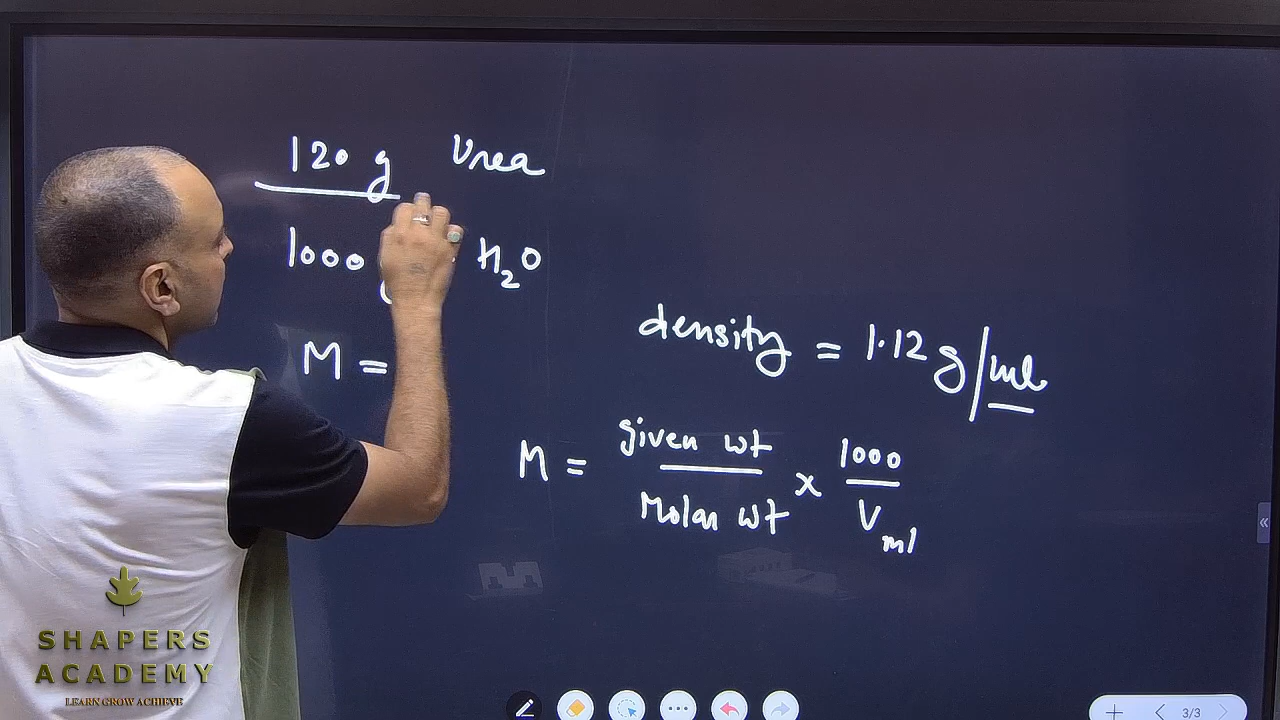 120 g Urea
1000 H₂O
M =
density = 1.12 g/ml
M = given wt / Molar wt × 1000 / V ml
SHAPERS
ACADEMY
LEARN GROW ACHIEVE
3/3